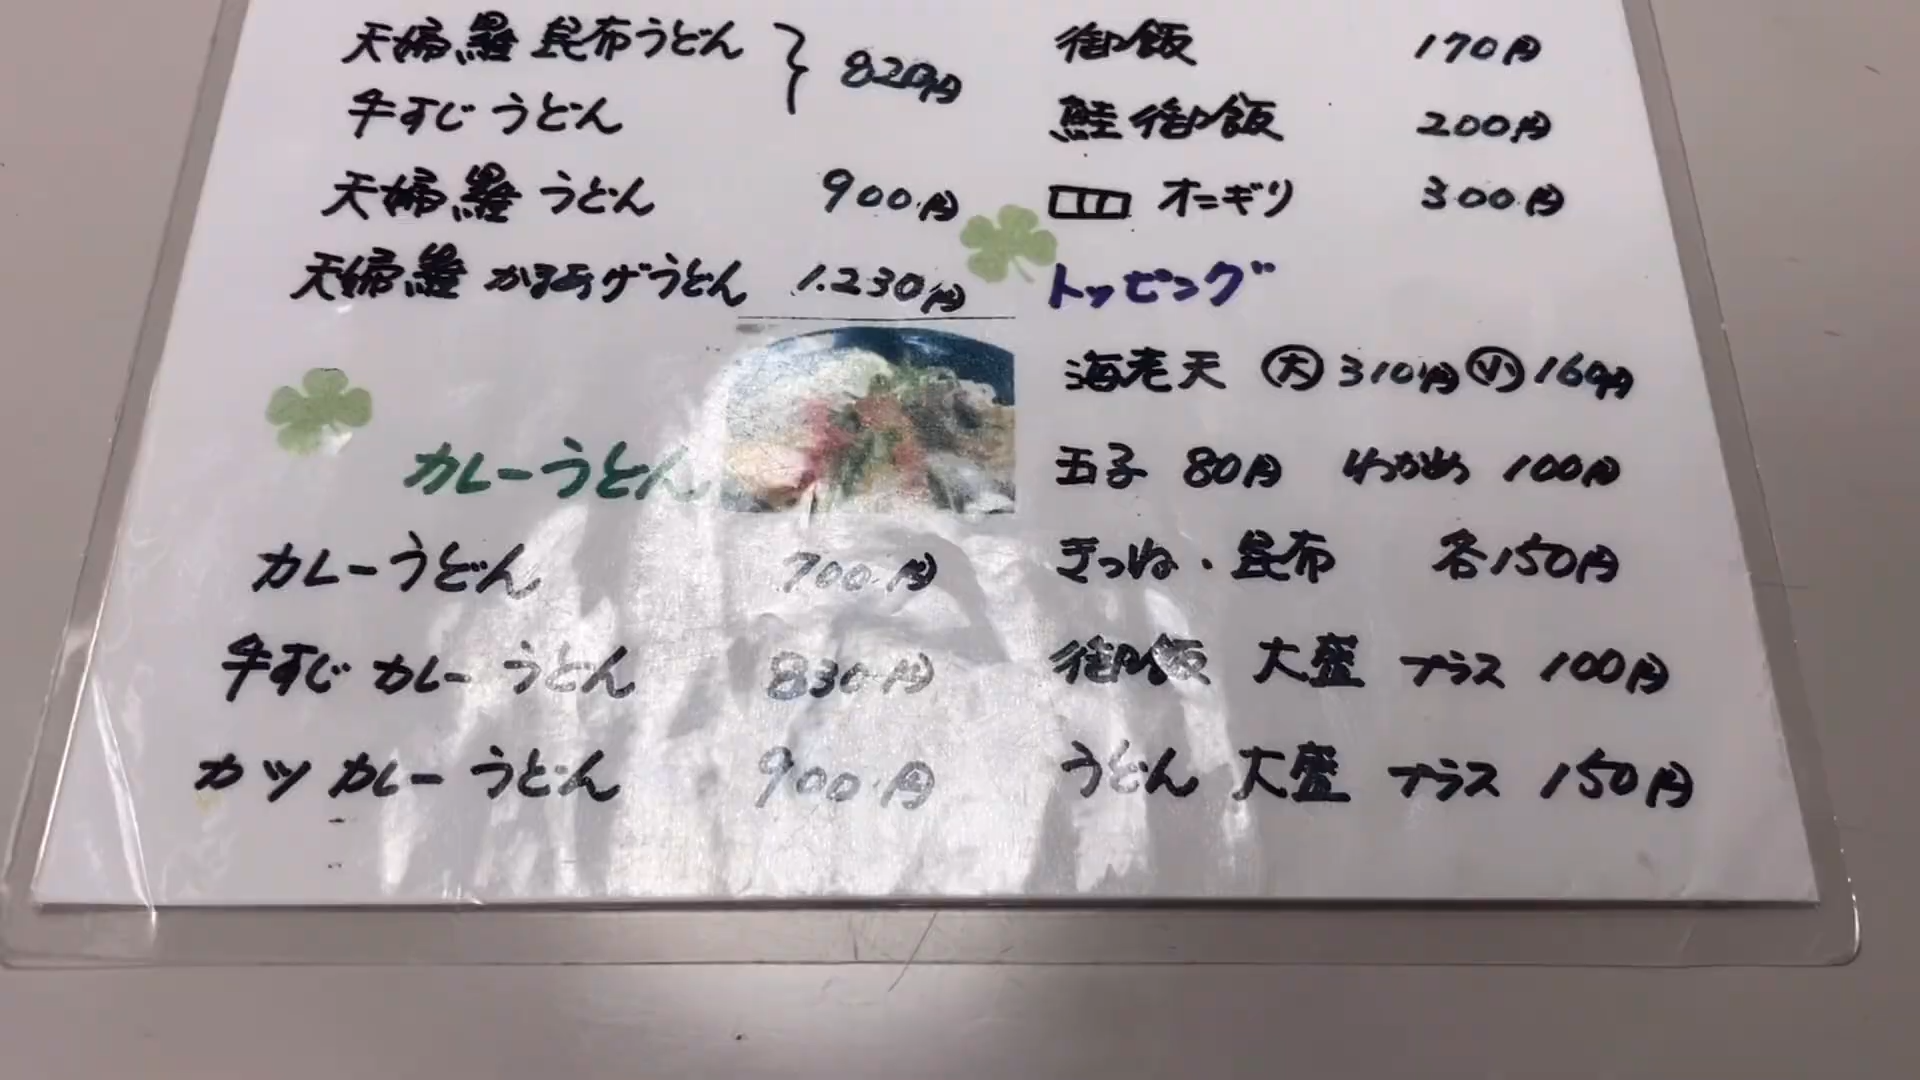 天婦羅 昆布うどん
牛すじ うどん
820円
天婦羅 うどん 900円
天婦羅 かきあげうどん 1.230円
カレーうどん
カレーうどん 700円
牛すじ カレー うどん 830円
カツ カレー うどん 900円
御飯 170円
鮭御飯 200円
オニギリ 300円
トッピング
海老天 大 310円 小 160円
玉子 80円 わかめ 100円
きつね・昆布 各150円
御飯 大盛 プラス 100円
うどん 大盛 プラス 150円